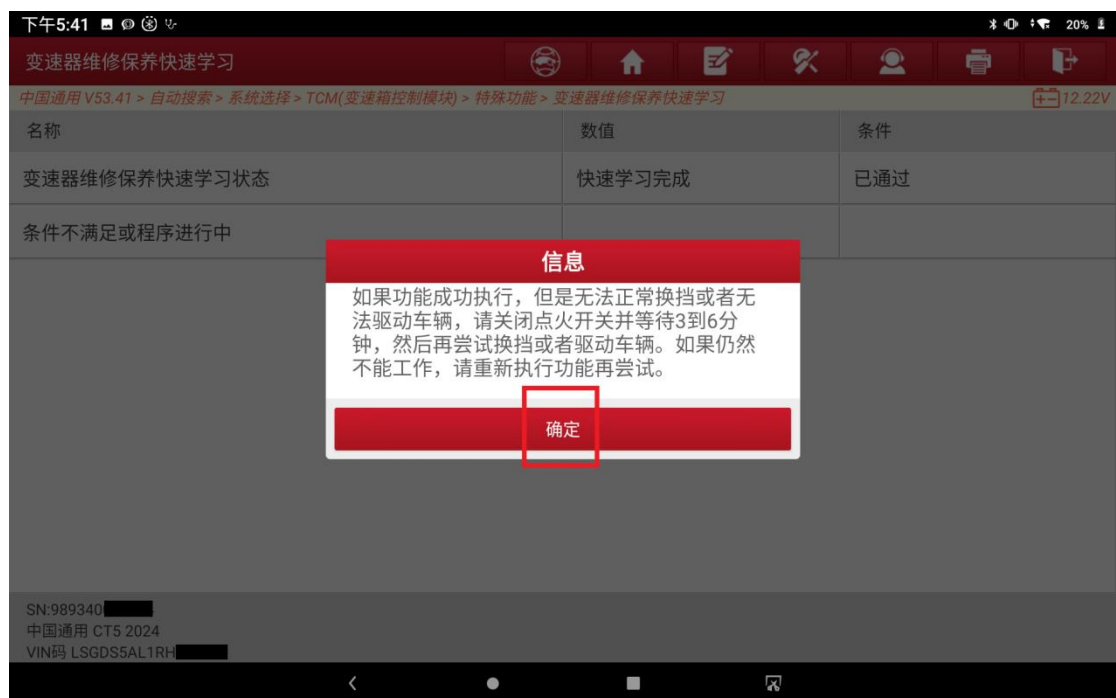 下午5:41
20%
变速器维修保养快速学习
中国通用 V53.41 > 自动搜索 > 系统选择 > TCM(变速箱控制模块) > 特殊功能 > 变速器维修保养快速学习
12.22V
名称 数值 条件
变速器维修保养快速学习状态 快速学习完成 已通过
条件不满足或程序进行中
信息
如果功能成功执行，但是无法正常换挡或者无
法驱动车辆，请关闭点火开关并等待3到6分
钟，然后再尝试换挡或者驱动车辆。如果仍然
不能工作，请重新执行功能再尝试。
确定
SN:989340
中国通用 CT5 2024
VIN码 LSGDS5AL1RH